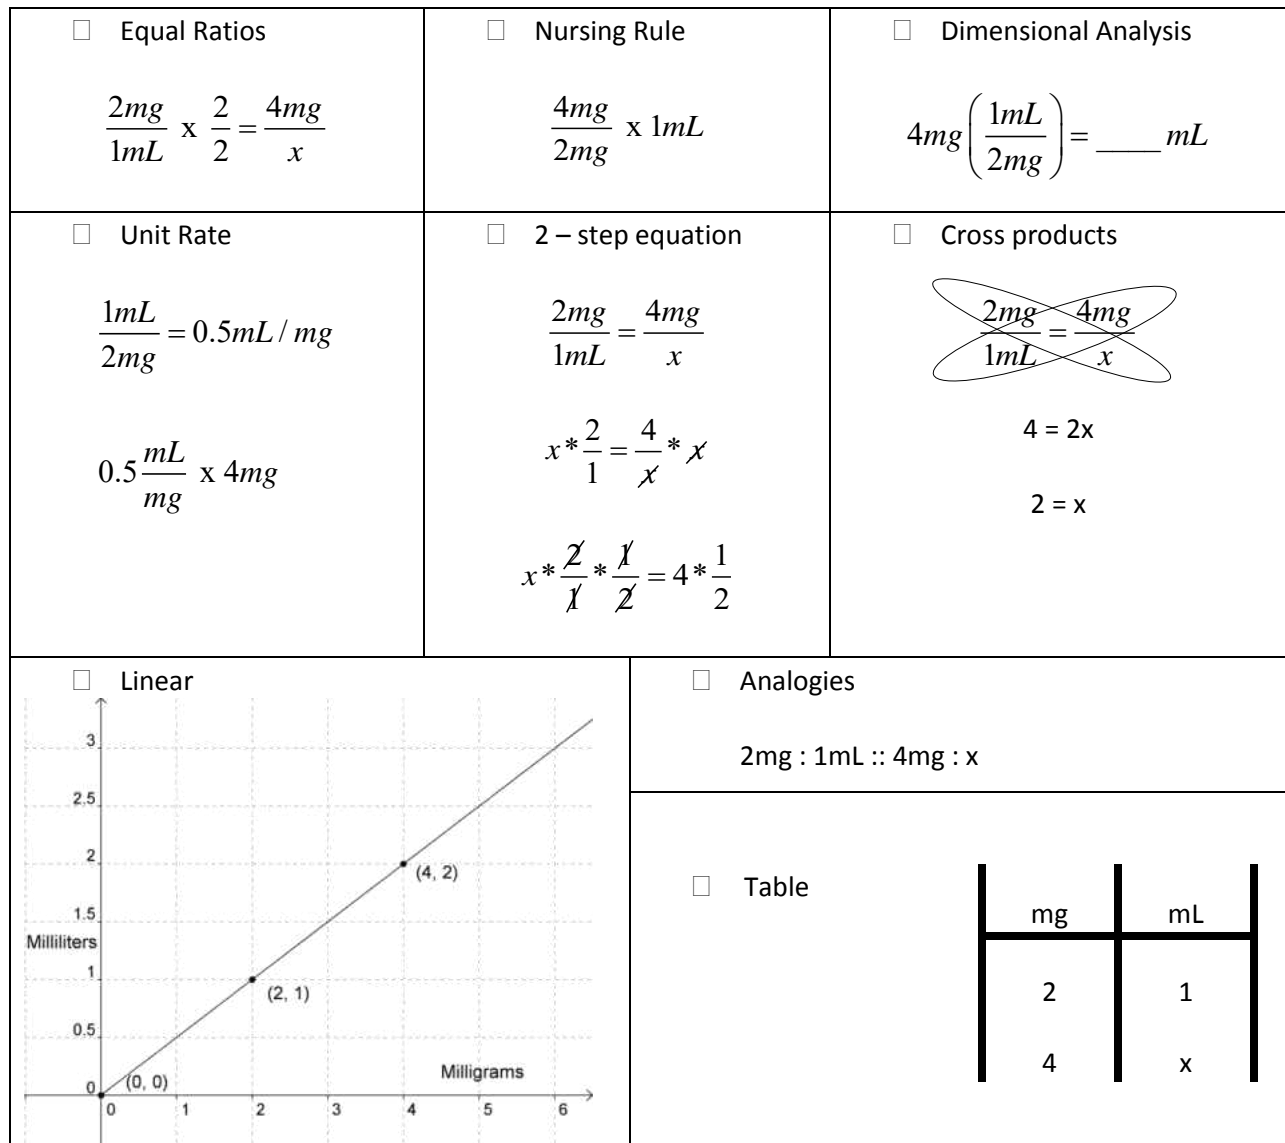 ☐ Equal Ratios
2mg/1mL x 2/2 = 4mg/x
☐ Nursing Rule
4mg/2mg x 1mL
☐ Dimensional Analysis
4mg(1mL/2mg) = ____ mL
☐ Unit Rate
1mL/2mg = 0.5mL / mg
0.5 mL/mg x 4mg
☐ 2 – step equation
2mg/1mL = 4mg/x
x * 2/1 = 4/x * x
x * 2/1 * 1/2 = 4 * 1/2
☐ Cross products
2mg/1mL = 4mg/x
4 = 2x
2 = x
☐ Linear
3
2.5
2
(4, 2)
1.5
Milliliters
1
(2, 1)
0.5
Milligrams
0
(0, 0)
0 1 2 3 4 5 6
☐ Analogies
2mg : 1mL :: 4mg : x
☐ Table
mg mL
2 1
4 x